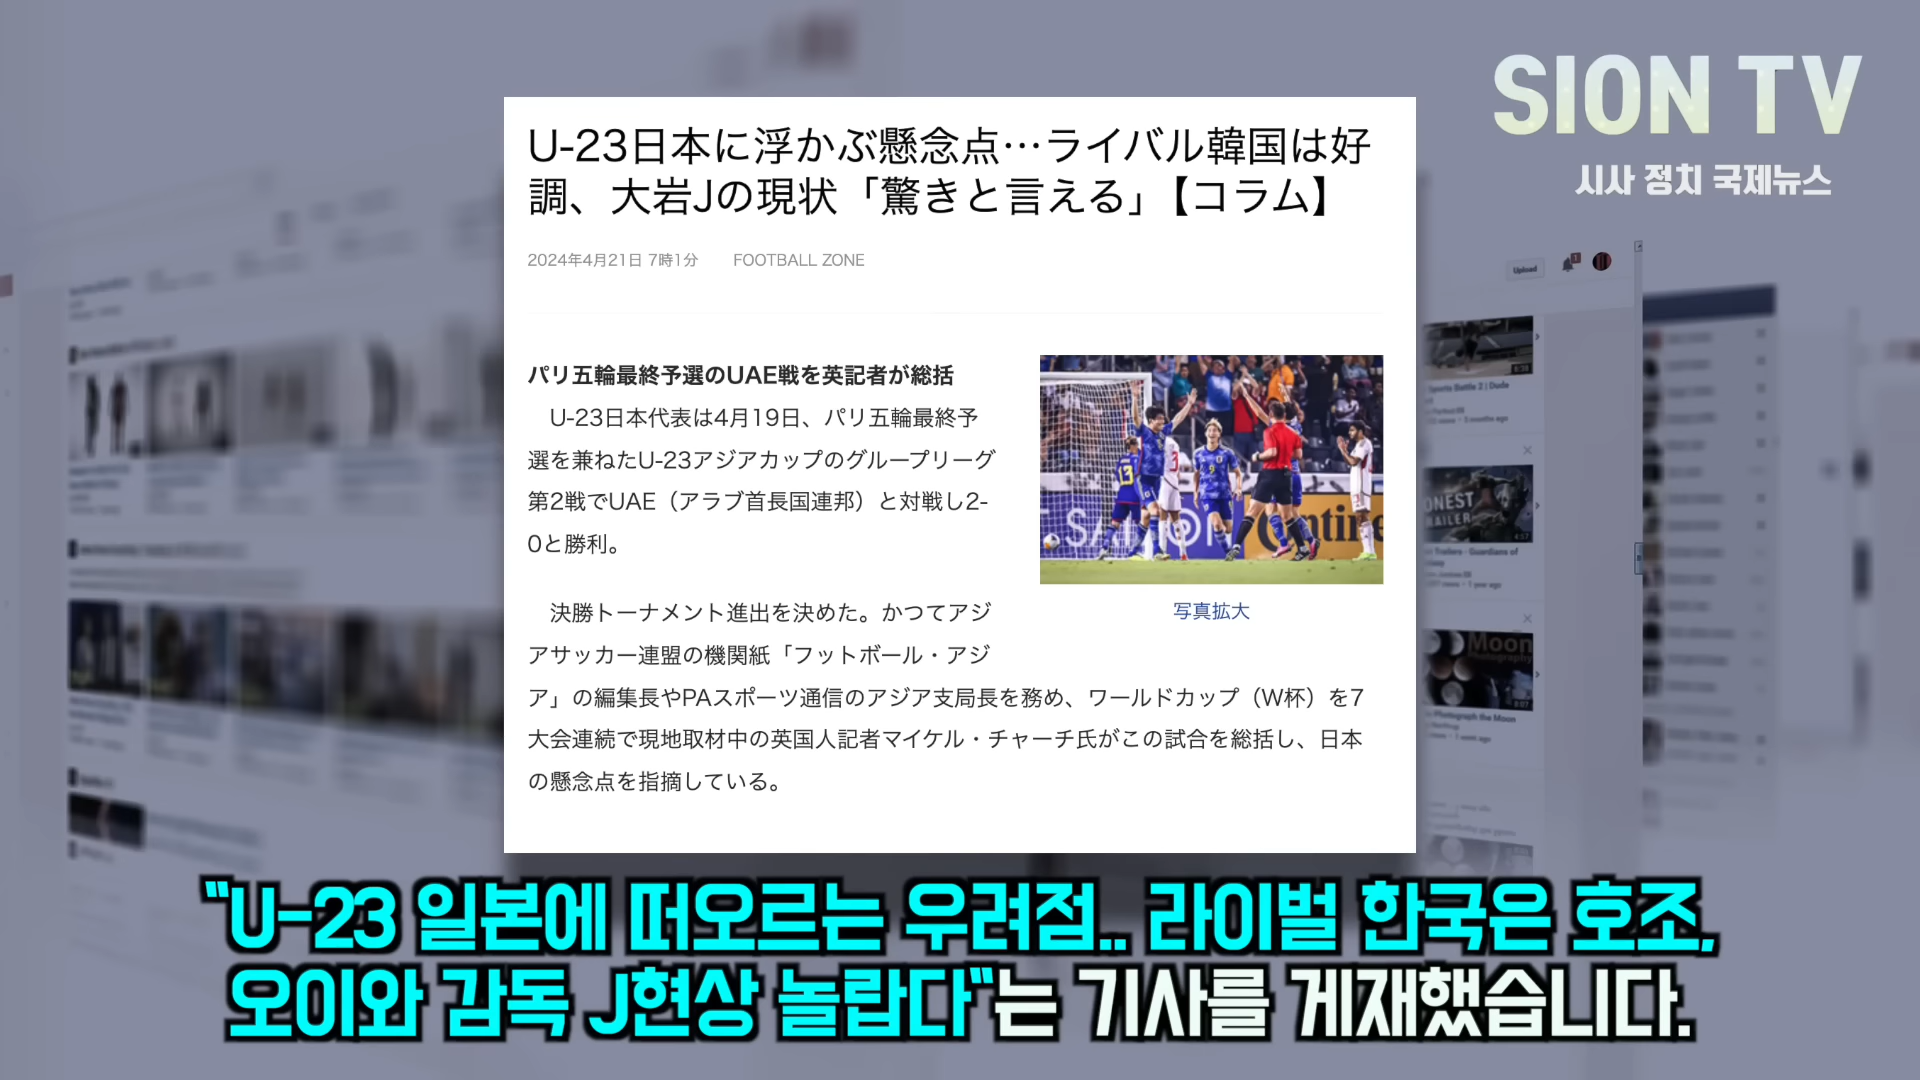 SION TV
시사 정치 국제뉴스
U-23日本に浮かぶ懸念点…ライバル韓国は好
調、大岩Jの現状「驚きと言える」【コラム】
2024年4月21日 7時1分 FOOTBALL ZONE
パリ五輪最終予選のUAE戦を英記者が総括
U-23日本代表は4月19日、パリ五輪最終予
選を兼ねたU-23アジアカップのグループリーグ
第2戦でUAE（アラブ首長国連邦）と対戦し2-
0と勝利。
写真拡大
決勝トーナメント進出を決めた。かつてアジ
アサッカー連盟の機関紙「フットボール・アジ
ア」の編集長やPAスポーツ通信のアジア支局長を務め、ワールドカップ（W杯）を7
大会連続で現地取材中の英国人記者マイケル・チャーチ氏がこの試合を総括し、日本
の懸念点を指摘している。
Upload
Moon
"U-23 일본에 떠오르는 우려점.. 라이벌 한국은 호조,
오이와 감독 J현상 놀랍다"는 기사를 게재했습니다.